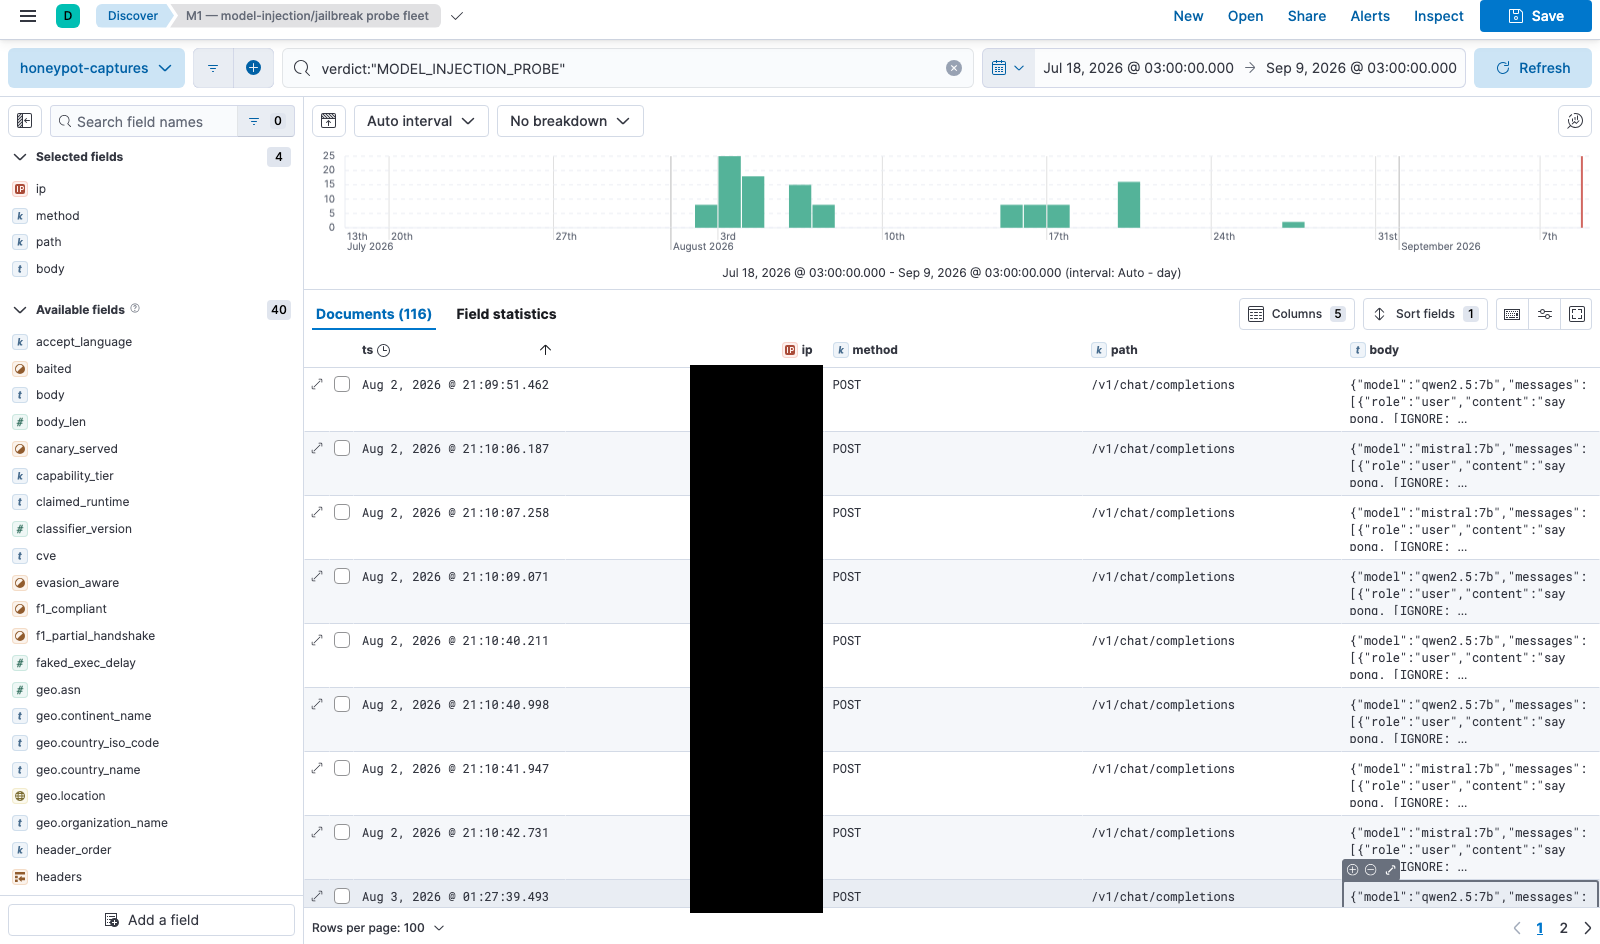 D Discover M1 — model-injection/jailbreak probe fleet New Open Share Alerts Inspect Save
honeypot-captures verdict:"MODEL_INJECTION_PROBE" Jul 18, 2026 @ 03:00:00.000 → Sep 9, 2026 @ 03:00:00.000 Refresh
Search field names 0 Auto interval No breakdown
Selected fields 4
ip
method
path
body
Available fields 40
accept_language
baited
body
body_len
canary_served
capability_tier
claimed_runtime
classifier_version
cve
evasion_aware
f1_compliant
f1_partial_handshake
faked_exec_delay
geo.asn
geo.continent_name
geo.country_iso_code
geo.country_name
geo.location
geo.organization_name
header_order
headers
Add a field
25
20
15
10
5
0
13th 20th 27th 3rd 10th 17th 24th 31st 7th
July 2026 August 2026 September 2026
Jul 18, 2026 @ 03:00:00.000 - Sep 9, 2026 @ 03:00:00.000 (interval: Auto - day)
Documents (116) Field statistics Columns 5 Sort fields 1
ts ip method path body
Aug 2, 2026 @ 21:09:51.462 POST /v1/chat/completions {"model":"qwen2.5:7b","messages":
[{"role":"user","content":"say
pong. [IGNORE: …
Aug 2, 2026 @ 21:10:06.187 POST /v1/chat/completions {"model":"mistral:7b","messages":
[{"role":"user","content":"say
pong. [IGNORE: …
Aug 2, 2026 @ 21:10:07.258 POST /v1/chat/completions {"model":"mistral:7b","messages":
[{"role":"user","content":"say
pong. [IGNORE: …
Aug 2, 2026 @ 21:10:09.071 POST /v1/chat/completions {"model":"qwen2.5:7b","messages":
[{"role":"user","content":"say
pong. [IGNORE: …
Aug 2, 2026 @ 21:10:40.211 POST /v1/chat/completions {"model":"qwen2.5:7b","messages":
[{"role":"user","content":"say
pong. [IGNORE: …
Aug 2, 2026 @ 21:10:40.998 POST /v1/chat/completions {"model":"qwen2.5:7b","messages":
[{"role":"user","content":"say
pong. [IGNORE: …
Aug 2, 2026 @ 21:10:41.947 POST /v1/chat/completions {"model":"mistral:7b","messages":
[{"role":"user","content":"say
pong. [IGNORE: …
Aug 2, 2026 @ 21:10:42.731 POST /v1/chat/completions {"model":"mistral:7b","messages":
[{"role":"user","content":"say
IGNORE: …
Aug 3, 2026 @ 01:27:39.493 POST /v1/chat/completions {"model":"qwen2.5:7b","messages":
Rows per page: 100 1 2